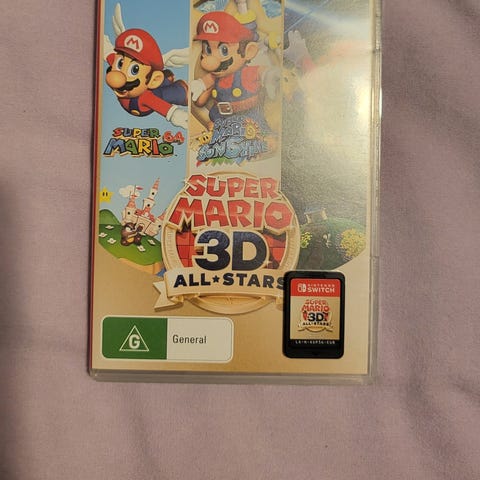 SUPER
MARIO 64
SUPER
MARIO
SUNSHINE
SUPER
MARIO
3D
ALL★STARS
G
General
NINTENDO
SWITCH
SUPER
MARIO
3D
ALL★STARS